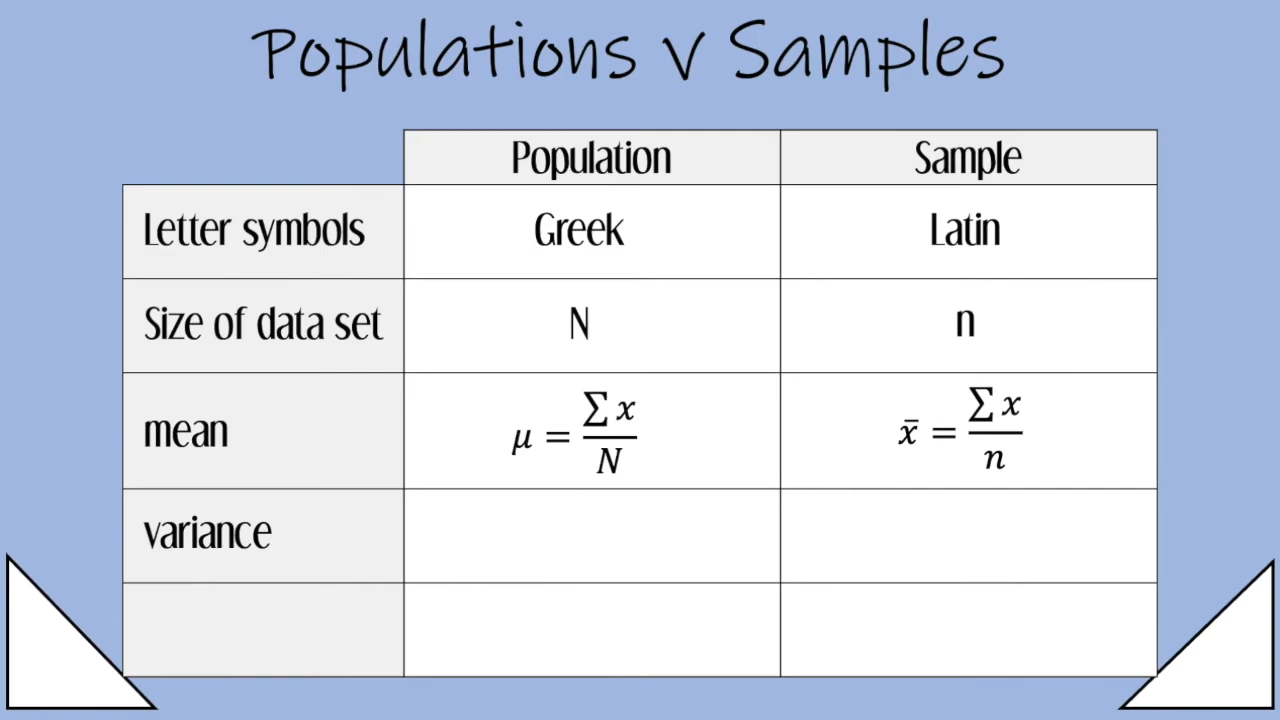 Populations v Samples
Population Sample
Letter symbols Greek Latin
Size of data set N n
mean μ = ∑x/N x̄ = ∑x/n
variance